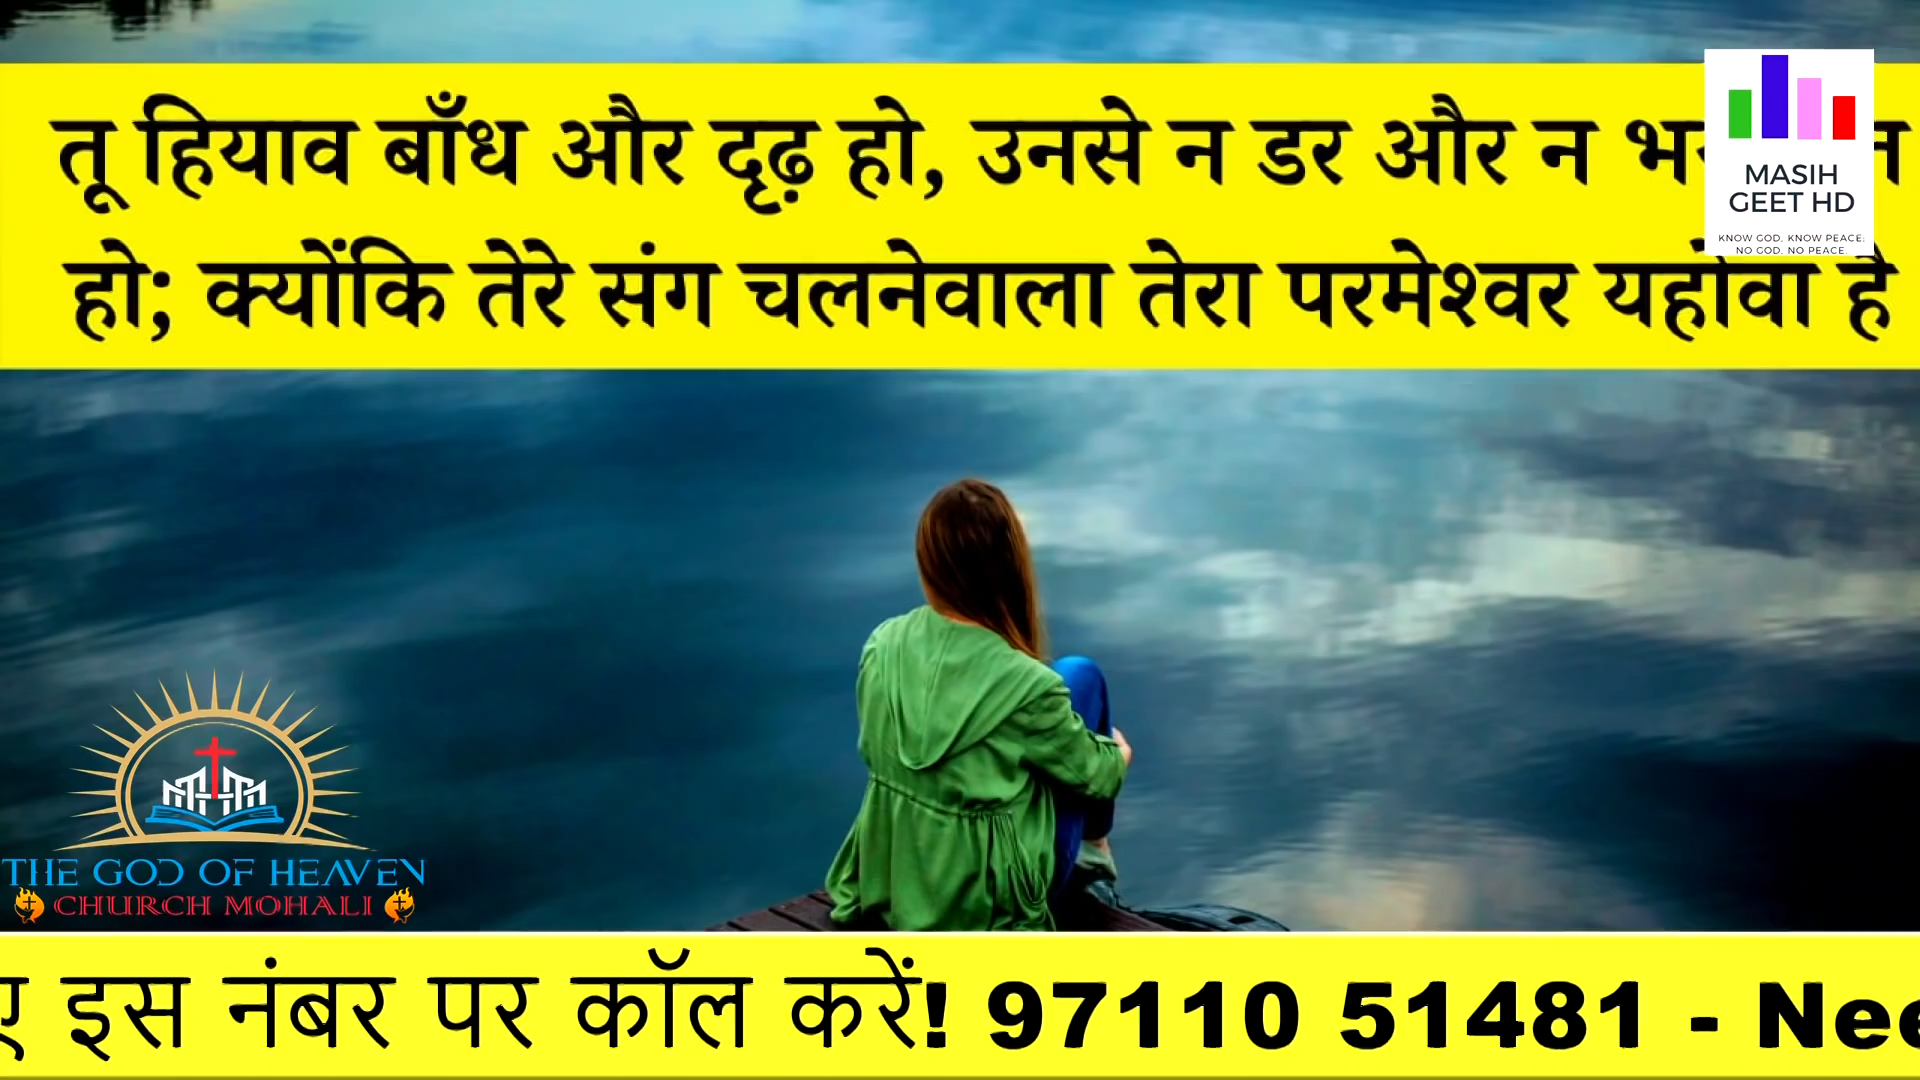 तू हियाव बाँध और दृढ़ हो, उनसे न डर और न
हो; क्योंकि तेरे संग चलनेवाला तेरा परमेश्वर यहोवा है
MASIH
GEET HD
KNOW GOD, KNOW PEACE;
NO GOD, NO PEACE.
THE GOD OF HEAVEN
CHURCH MOHALI
इस नंबर पर कॉल करें! 97110 51481 -